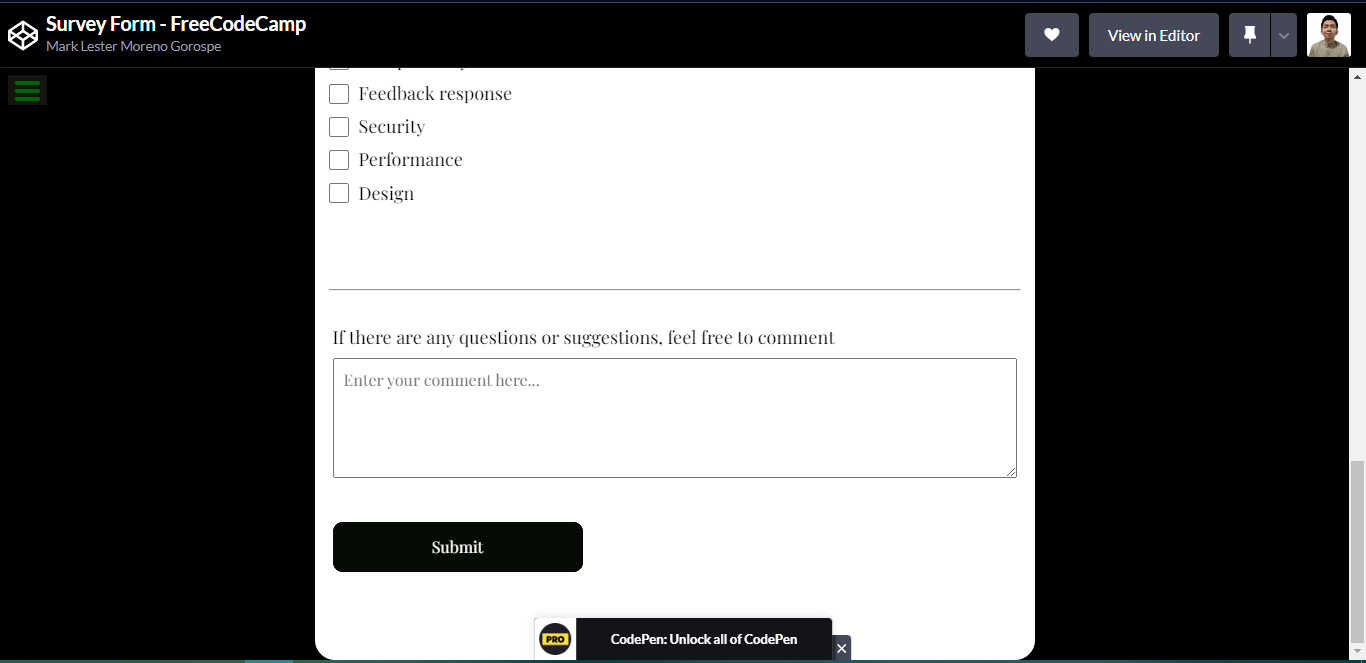 Survey Form - FreeCodeCamp
Mark Lester Moreno Gorospe
View in Editor
Feedback response
Security
Performance
Design
If there are any questions or suggestions, feel free to comment
Enter your comment here...
Submit
PRO
CodePen: Unlock all of CodePen